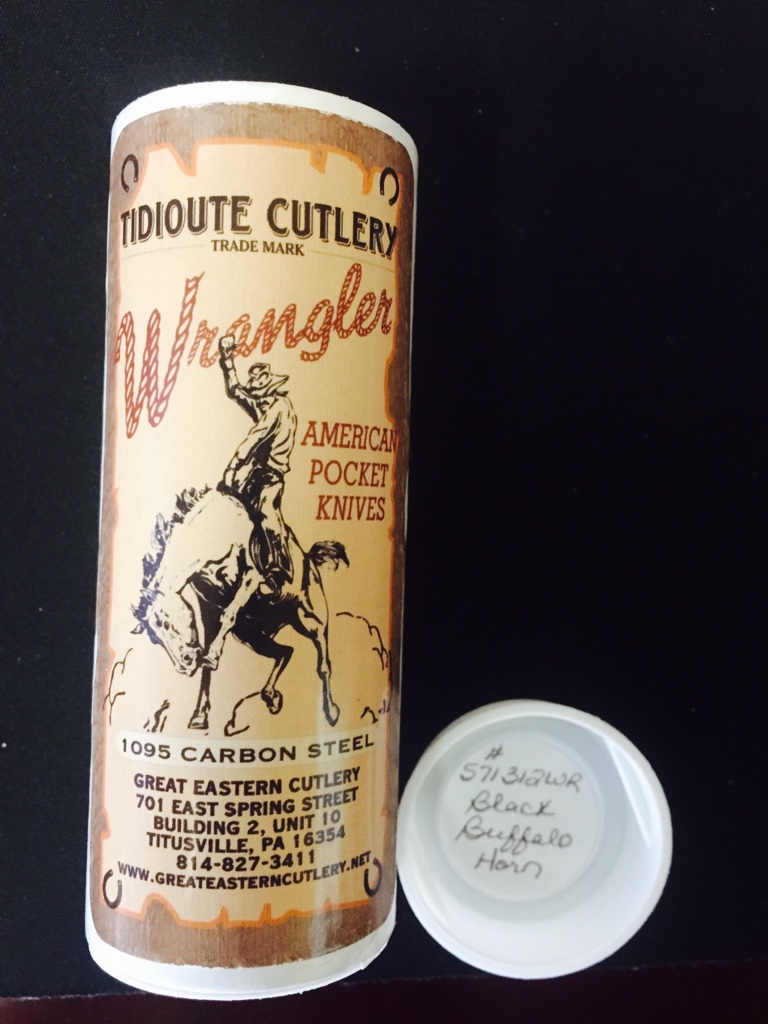 TIDIOUTE CUTLERY
TRADE MARK
Wrangler
AMERICAN
POCKET
KNIVES
1095 CARBON STEEL
GREAT EASTERN CUTLERY
701 EAST SPRING STREET
BUILDING 2, UNIT 10
TITUSVILLE, PA 16354
814-827-3411
WWW.GREATEASTERNCUTLERY.NET
#
571312WR
Black
Buffalo
Horn